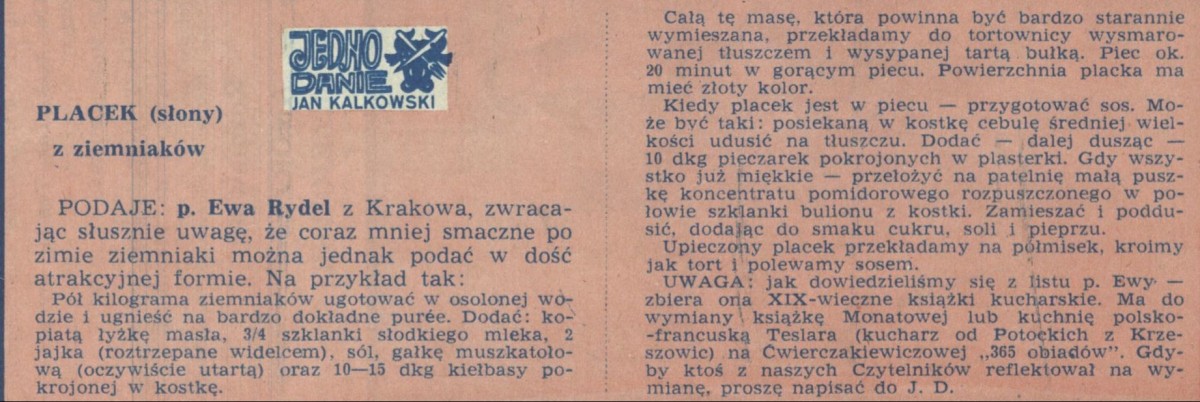 JEDNO
DANIE
JAN KALKOWSKI
PLACEK (słony)
z ziemniaków
PODAJE: p. Ewa Rydel z Krakowa, zwraca-
jąc słusznie uwagę, że coraz mniej smaczne po
zimie ziemniaki można jednak podać w dość
atrakcyjnej formie. Na przykład tak:
Pół kilograma ziemniaków ugotować w osolonej wo-
dzie i ugnieść na bardzo dokładne purée. Dodać: ko-
piatą łyżkę masła, 3/4 szklanki słodkiego mleka, 2
jajka (roztrzepane widelcem), sól, gałkę muszkatoło-
wą (oczywiście utartą) oraz 10—15 dkg kiełbasy po-
krojonej w kostkę.
Całą tę masę, która powinna być bardzo starannie
wymieszana, przekładamy do tortownicy wysmaro-
wanej tłuszczem i wysypanej tartą bułką. Piec ok.
20 minut w gorącym piecu. Powierzchnia placka ma
mieć złoty kolor.
Kiedy placek jest w piecu — przygotować sos. Mo-
że być taki: posiekaną w kostkę cebulę średniej wiel-
kości udusić na tłuszczu. Dodać — dalej dusząc —
10 dkg pieczarek pokrojonych w plasterki. Gdy wszy-
stko już miękkie — przełożyć na patelnię małą pusz-
kę koncentratu pomidorowego rozpuszczonego w po-
łowie szklanki bulionu z kostki. Zamieszać i poddu-
sić, dodając do smaku cukru, soli i pieprzu.
Upieczony placek przekładamy na półmisek, kroimy
jak tort i polewamy sosem.
UWAGA: jak dowiedzieliśmy się z listu p. Ewy —
zbiera ona XIX-wieczne książki kucharskie. Ma do
wymiany książkę Monatowej lub kuchnię polsko-
-francuską Teslara (kucharz od Potockich z Krze-
szowic) na Ćwierczakiewiczowej „365 obiadów”. Gdy-
by ktoś z naszych Czytelników reflektował na wy-
mianę, proszę napisać do J. D.